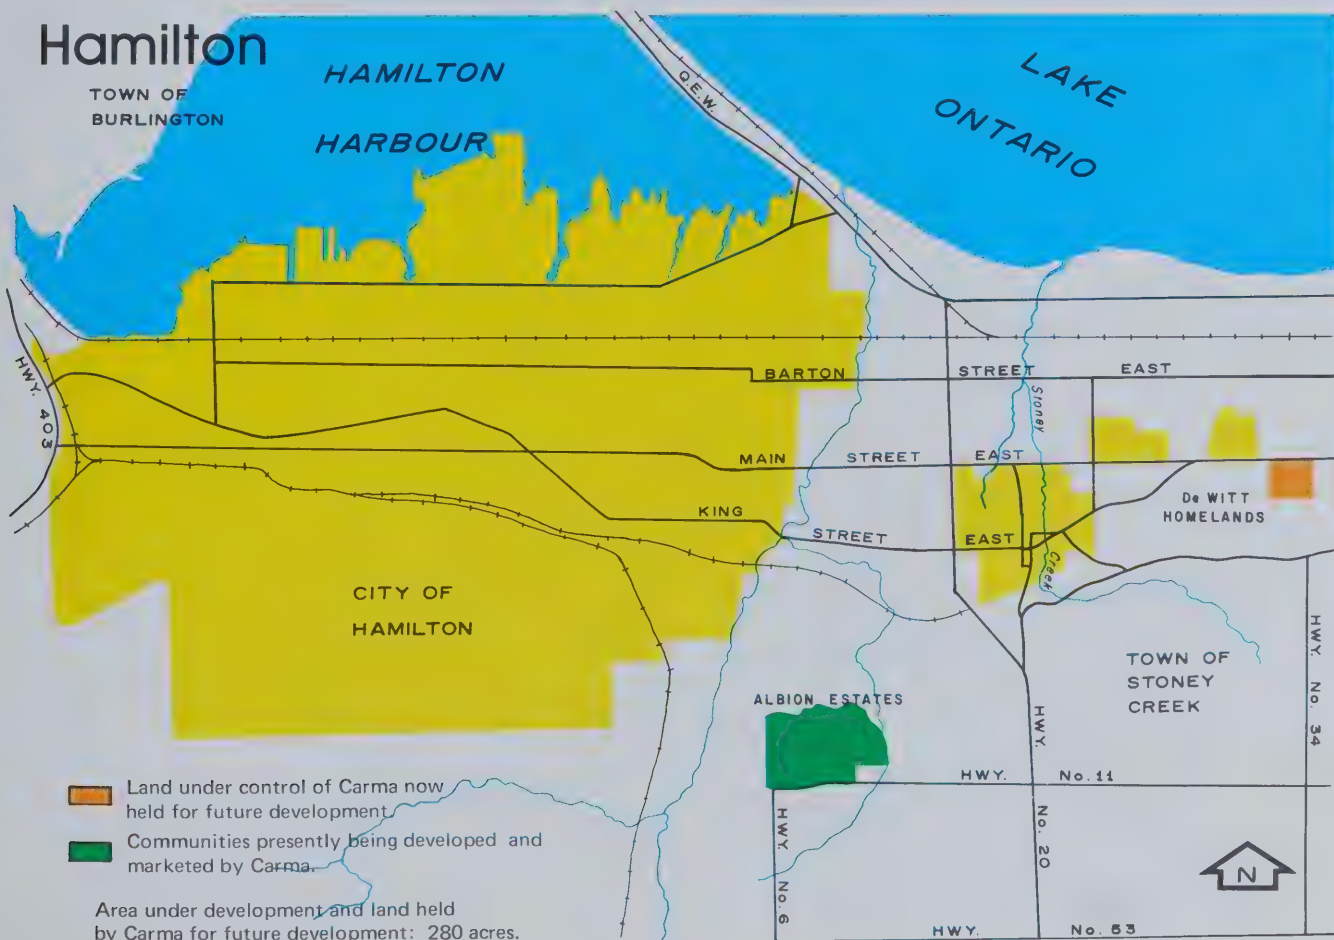 Hamilton
TOWN OF
BURLINGTON
HAMILTON
HARBOUR
Q.E.W.
LAKE
ONTARIO
HWY. 403
BARTON STREET EAST
Stoney
MAIN STREET EAST
De WITT
HOMELANDS
KING STREET EAST
Creek
CITY OF
HAMILTON
TOWN OF
STONEY
CREEK
HWY. No. 34
ALBION ESTATES
HWY. No. 20
HWY. No. 11
HWY. No. 6
Land under control of Carma now
held for future development.
Communities presently being developed and
marketed by Carma.
N
Area under development and land held
by Carma for future development: 280 acres.
HWY. No. 53